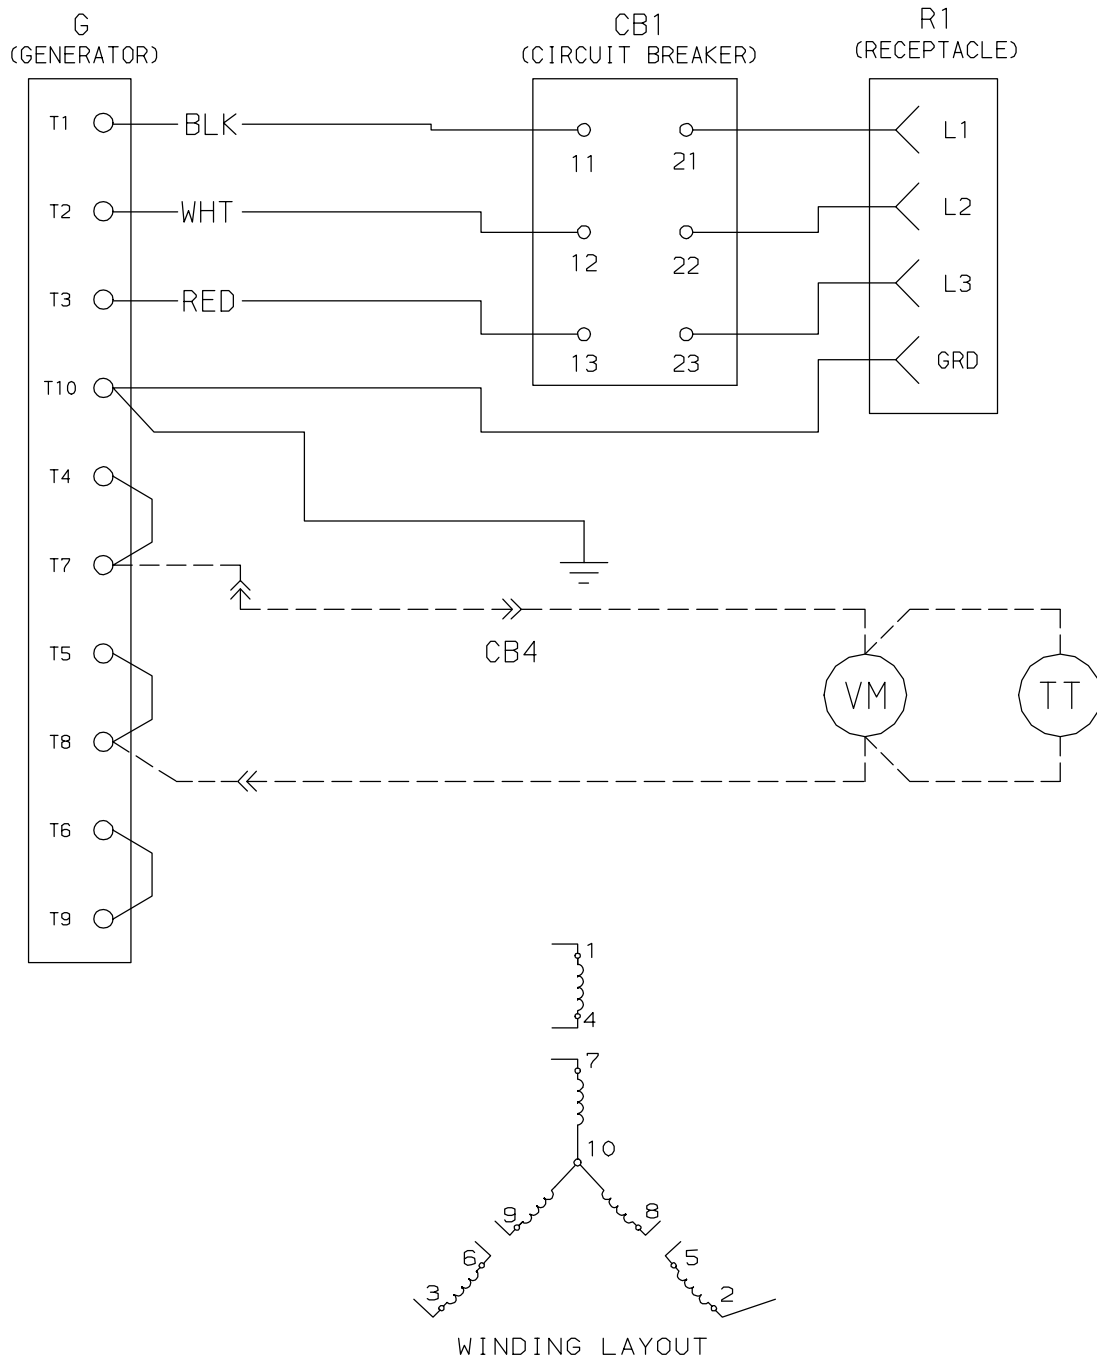 G
(GENERATOR)
CB1
(CIRCUIT BREAKER)
R1
(RECEPTACLE)
T1
BLK
11
21
L1
T2
WHT
12
22
L2
T3
RED
13
23
L3
T10
GRD
T4
T7
CB4
T5
VM
TT
T8
T6
T9
1
4
7
10
9
8
6
5
3
2
WINDING LAYOUT